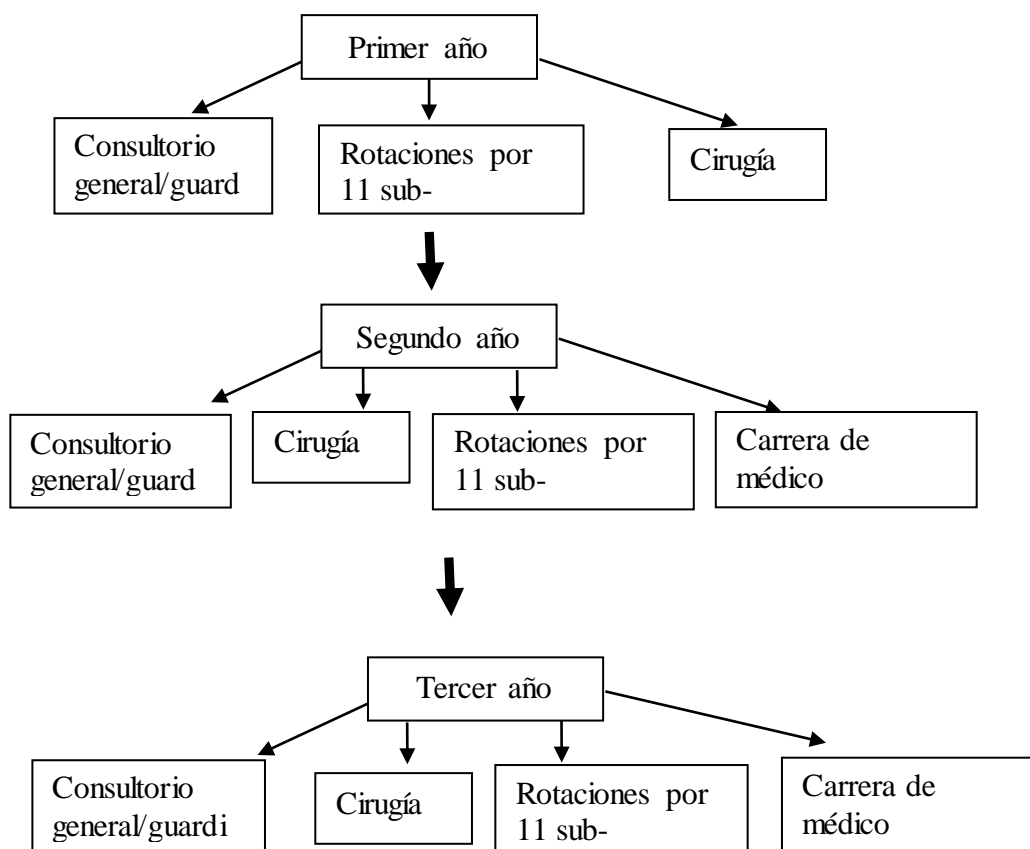 Primer año
Consultorio
general/guard
Rotaciones por
11 sub-
Cirugía
Segundo año
Consultorio
general/guard
Cirugía
Rotaciones por
11 sub-
Carrera de
médico
Tercer año
Consultorio
general/guardi
Cirugía
Rotaciones por
11 sub-
Carrera de
médico